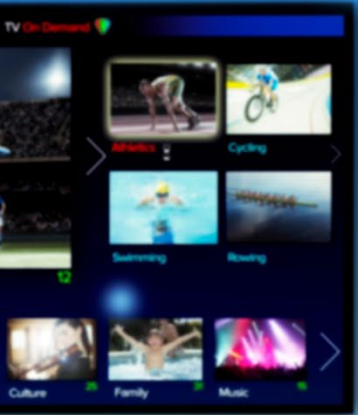 TV On Demand
Athletics
Cycling
Swimming
Rowing
12
Culture
Family
Music